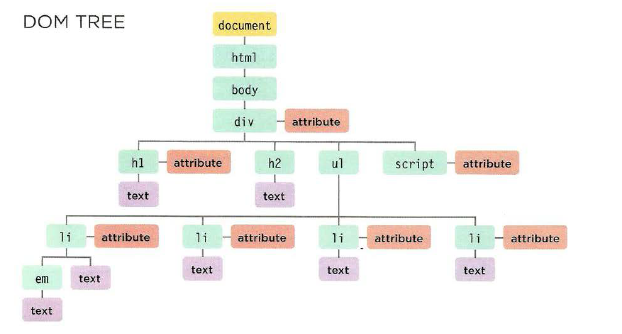 DOM TREE
document
html
body
div attribute
h1 attribute h2 ul script attribute
text text
li attribute li attribute li attribute li attribute
em text text text text
text